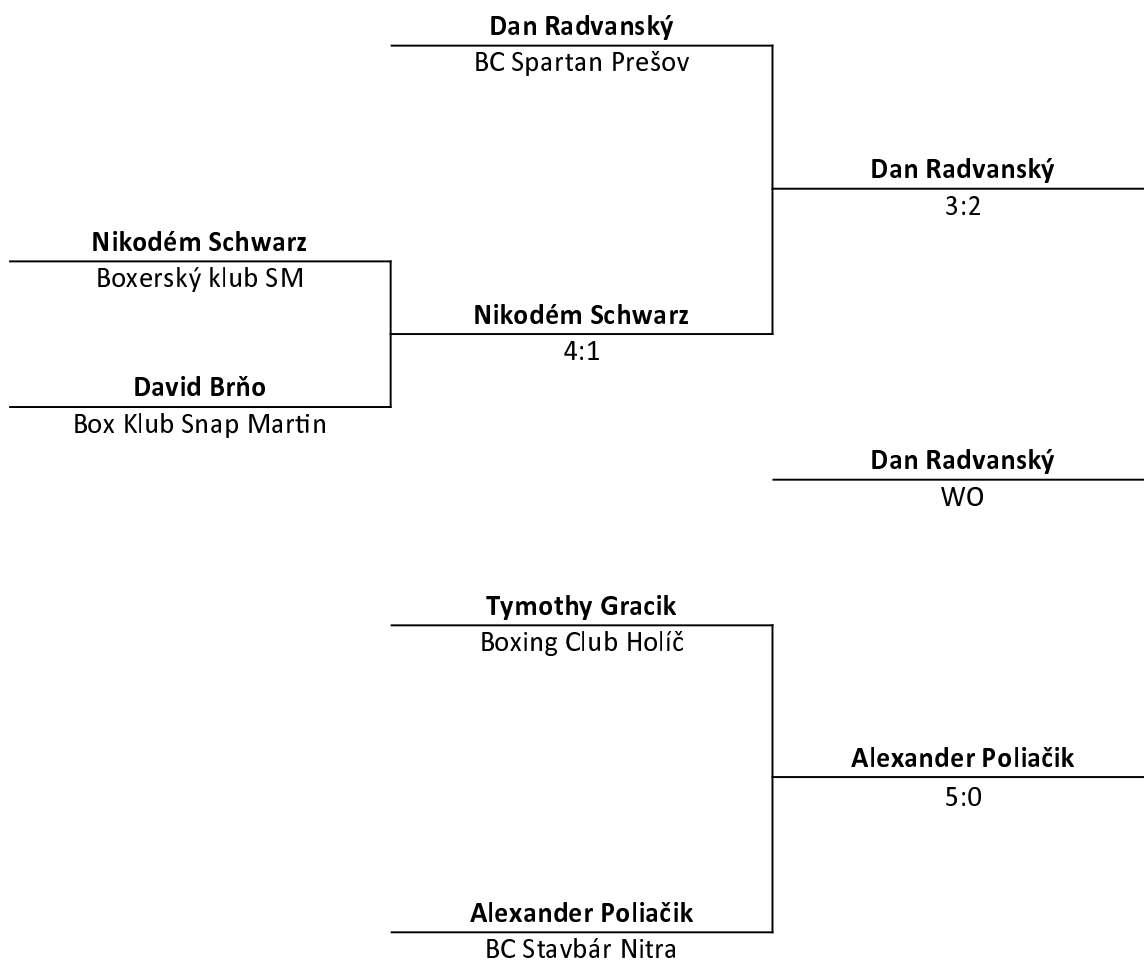 Dan Radvanský
BC Spartan Prešov
Dan Radvanský
3:2
Nikodém Schwarz
Boxerský klub SM
Nikodém Schwarz
4:1
David Brňo
Box Klub Snap Martin
Dan Radvanský
WO
Tymothy Gracik
Boxing Club Holíč
Alexander Poliačik
5:0
Alexander Poliačik
BC Stavbár Nitra